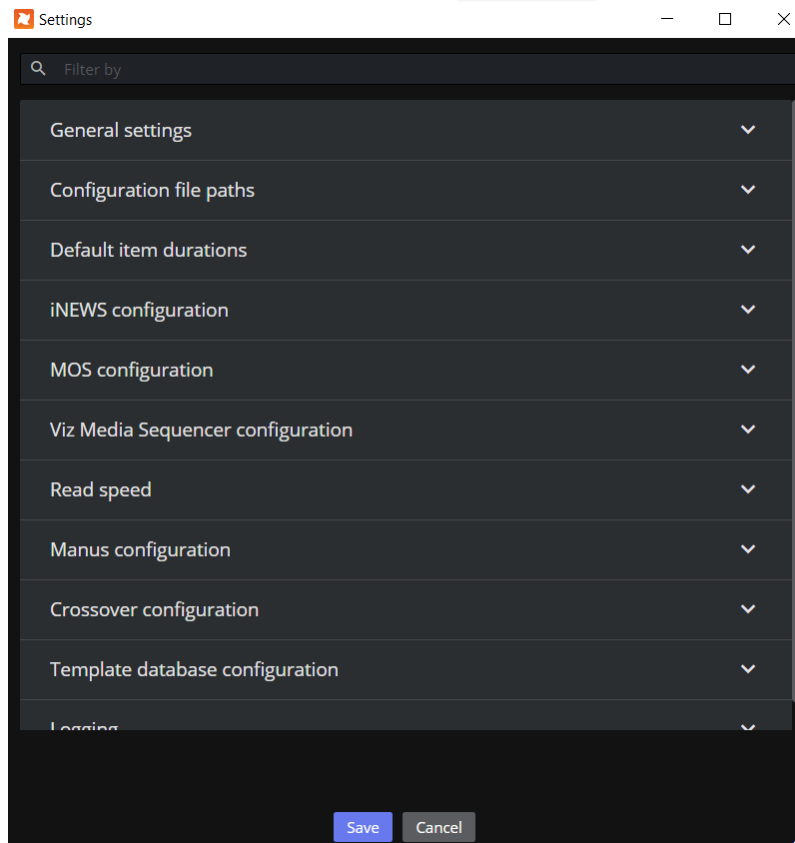 Settings
Filter by
General settings
Configuration file paths
Default item durations
iNEWS configuration
MOS configuration
Viz Media Sequencer configuration
Read speed
Manus configuration
Crossover configuration
Template database configuration
Logging
Save
Cancel